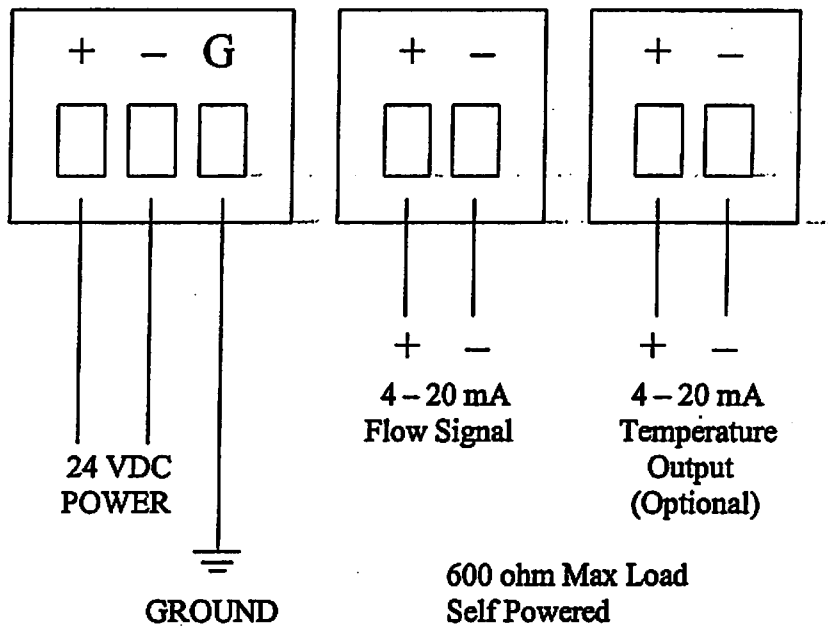 + – G
+ –
+ –
+ –
4 – 20 mA
Flow Signal
+ –
4 – 20 mA
Temperature
Output
(Optional)
24 VDC
POWER
GROUND
600 ohm Max Load
Self Powered